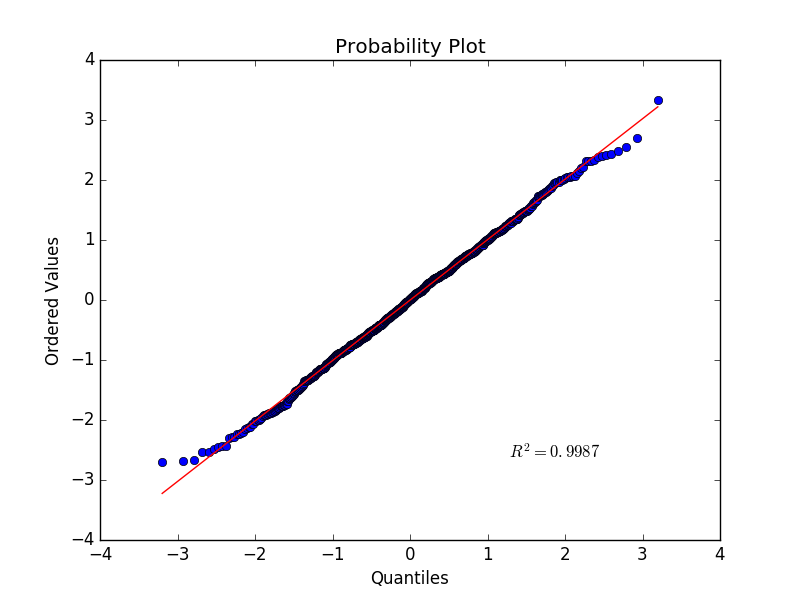 Probability Plot
4
3
2
1
0
−1
−2
−3
−4
Ordered Values
R² = 0.9987
−4 −3 −2 −1 0 1 2 3 4
Quantiles